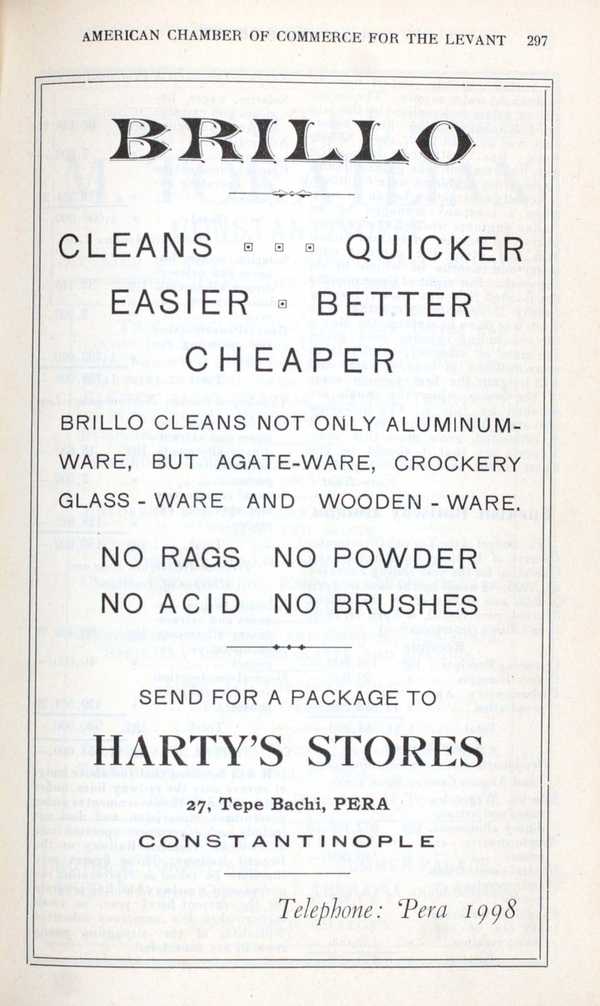 AMERICAN CHAMBER OF COMMERCE FOR THE LEVANT 297
BRILLO
CLEANS QUICKER
EASIER BETTER
CHEAPER
BRILLO CLEANS NOT ONLY ALUMINUM-
WARE, BUT AGATE-WARE, CROCKERY
GLASS - WARE AND WOODEN - WARE.
NO RAGS NO POWDER
NO ACID NO BRUSHES
SEND FOR A PACKAGE TO
HARTY'S STORES
27, Tepe Bachi, PERA
CONSTANTINOPLE
Telephone: Pera 1998